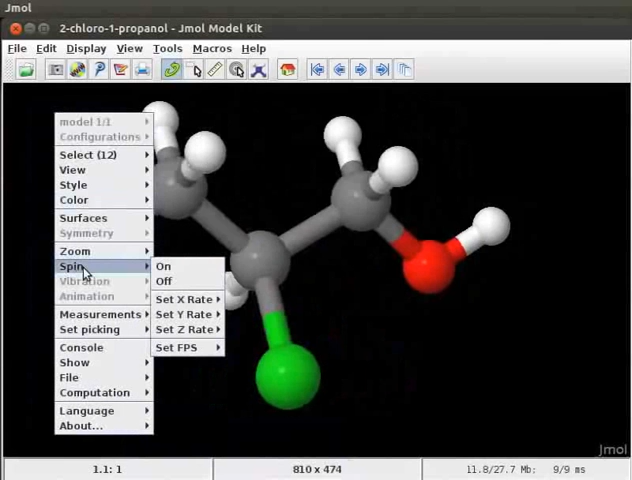 Jmol
2-chloro-1-propanol - Jmol Model Kit
File Edit Display View Tools Macros Help
model 1/1
Configurations
Select (12)
View
Style
Color
Surfaces
Symmetry
Zoom
Spin
Vibration
Animation
Measurements
Set picking
Console
Show
File
Computation
Language
About...
On
Off
Set X Rate
Set Y Rate
Set Z Rate
Set FPS
Jmol
1.1: 1
810 x 474
11.8/27.7 Mb; 9/9 ms